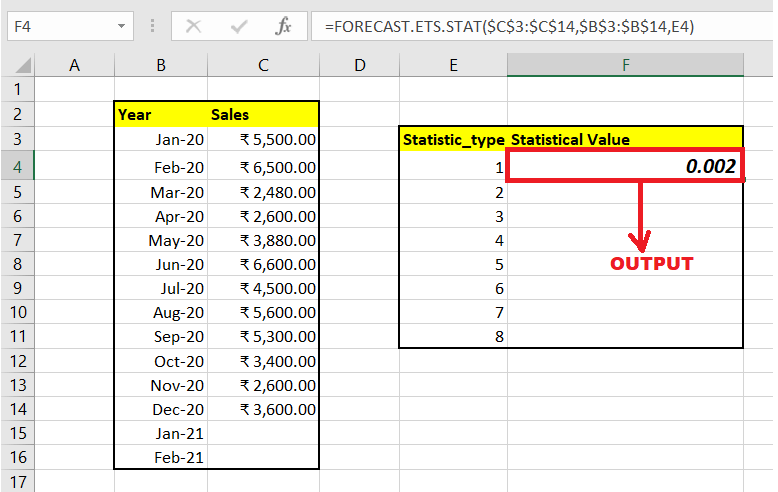 F4 fx =FORECAST.ETS.STAT($C$3:$C$14,$B$3:$B$14,E4)
A B C D E F
1
2 Year Sales
3 Jan-20 ₹ 5,500.00 Statistic_type Statistical Value
4 Feb-20 ₹ 6,500.00 1 0.002
5 Mar-20 ₹ 2,480.00 2
6 Apr-20 ₹ 2,600.00 3
7 May-20 ₹ 3,880.00 4
8 Jun-20 ₹ 6,600.00 5 OUTPUT
9 Jul-20 ₹ 4,500.00 6
10 Aug-20 ₹ 5,600.00 7
11 Sep-20 ₹ 5,300.00 8
12 Oct-20 ₹ 3,400.00
13 Nov-20 ₹ 2,600.00
14 Dec-20 ₹ 3,600.00
15 Jan-21
16 Feb-21
17